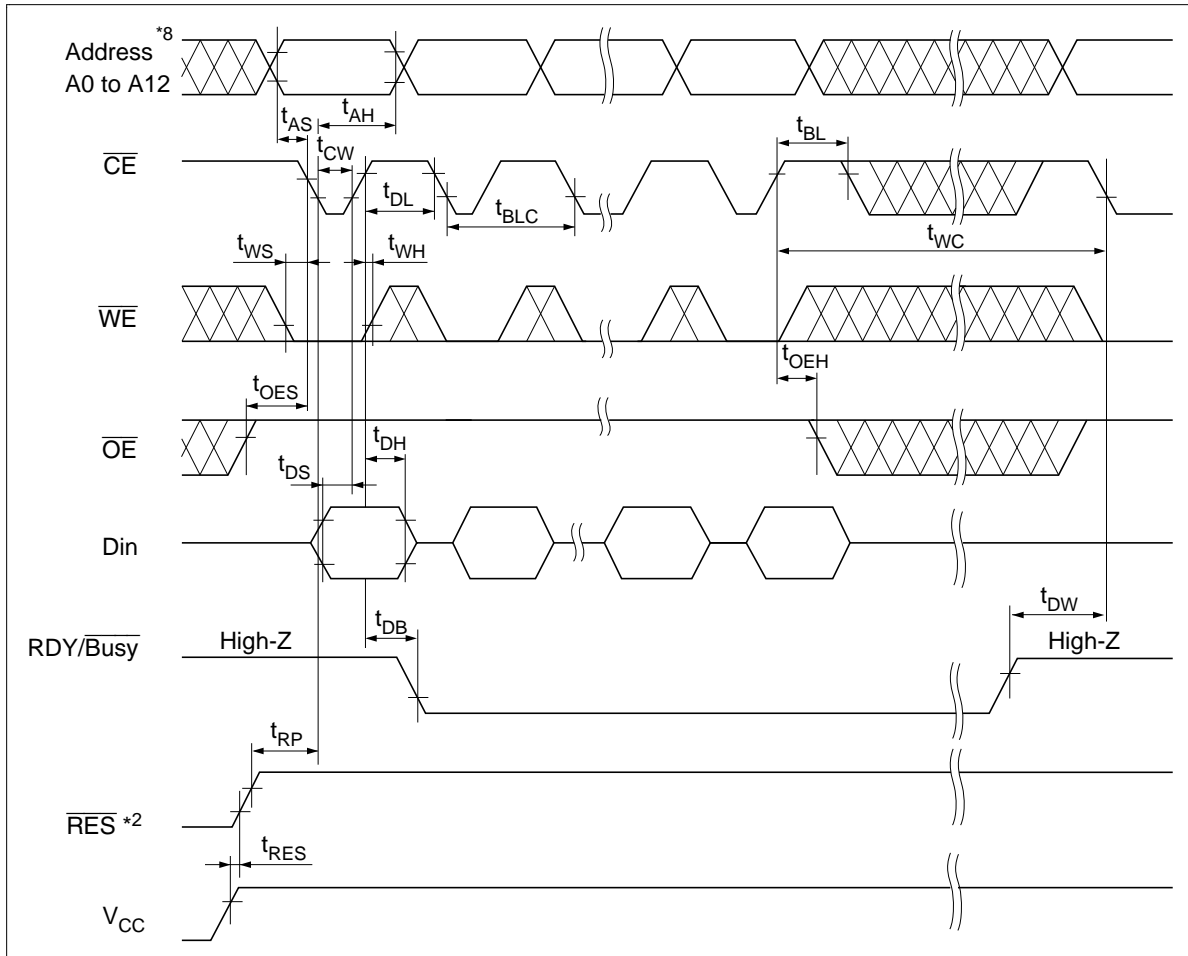 Address *8
A0 to A12
tAS
tAH
tCW
tBL
CE
tDL
tBLC
tWC
tWS
tWH
WE
tOEH
tOES
OE
tDH
tDS
Din
tDB
tDW
RDY/Busy
High-Z
High-Z
tRP
RES *2
tRES
VCC